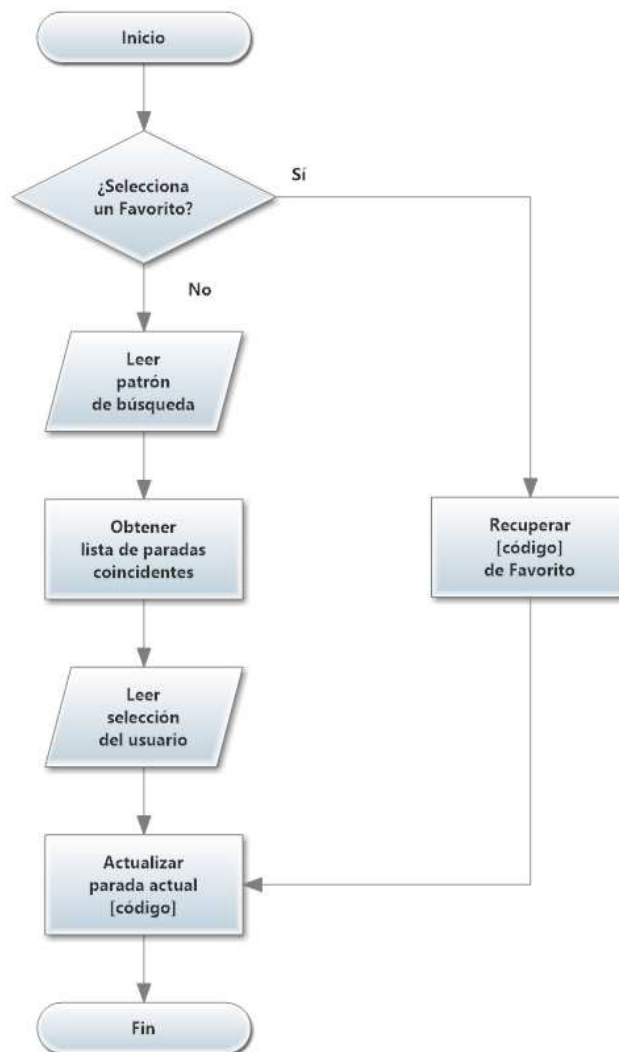 Inicio
¿Selecciona
un Favorito?
Sí
No
Leer
patrón
de búsqueda
Obtener
lista de paradas
coincidentes
Recuperar
[código]
de Favorito
Leer
selección
del usuario
Actualizar
parada actual
[código]
Fin